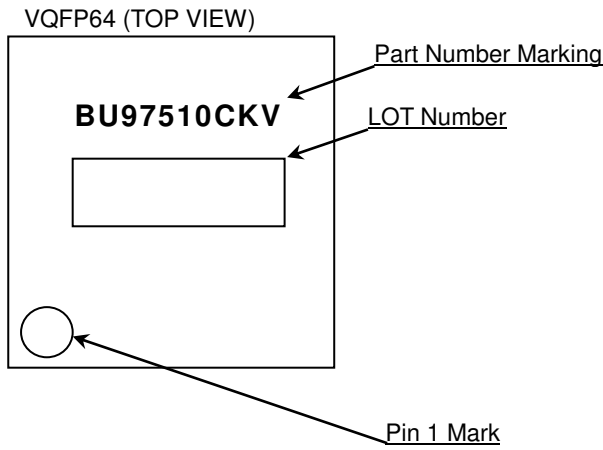 VQFP64 (TOP VIEW)
Part Number Marking
BU97510CKV
LOT Number
Pin 1 Mark